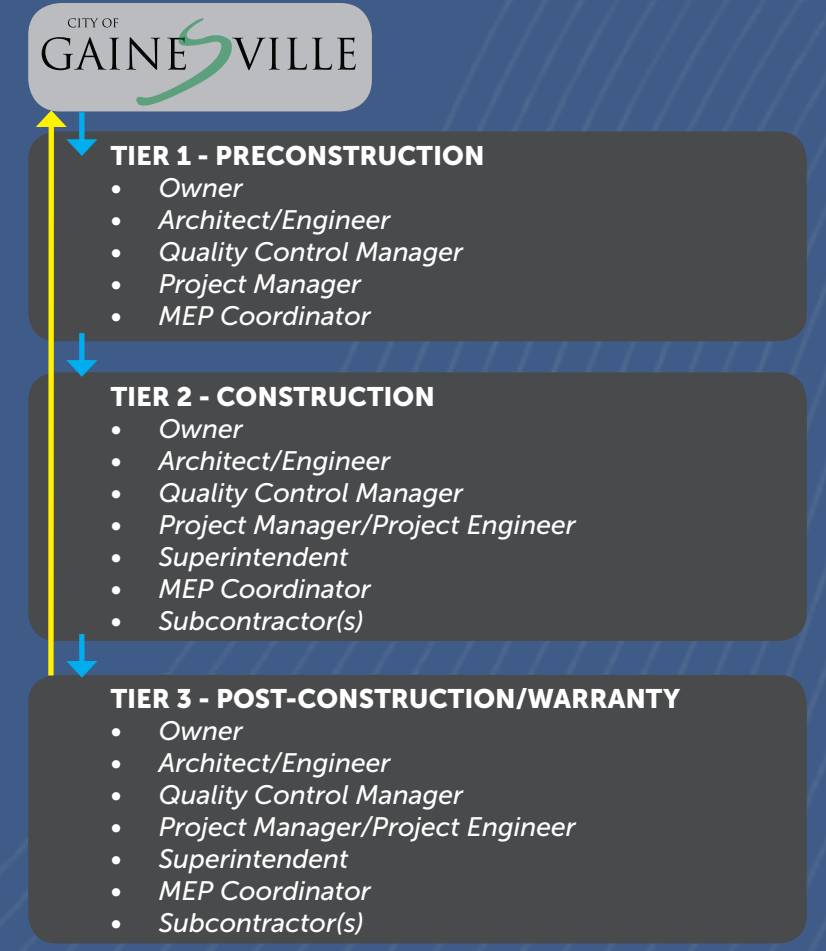 CITY OF
GAINESVILLE
TIER 1 - PRECONSTRUCTION
• Owner
• Architect/Engineer
• Quality Control Manager
• Project Manager
• MEP Coordinator
TIER 2 - CONSTRUCTION
• Owner
• Architect/Engineer
• Quality Control Manager
• Project Manager/Project Engineer
• Superintendent
• MEP Coordinator
• Subcontractor(s)
TIER 3 - POST-CONSTRUCTION/WARRANTY
• Owner
• Architect/Engineer
• Quality Control Manager
• Project Manager/Project Engineer
• Superintendent
• MEP Coordinator
• Subcontractor(s)